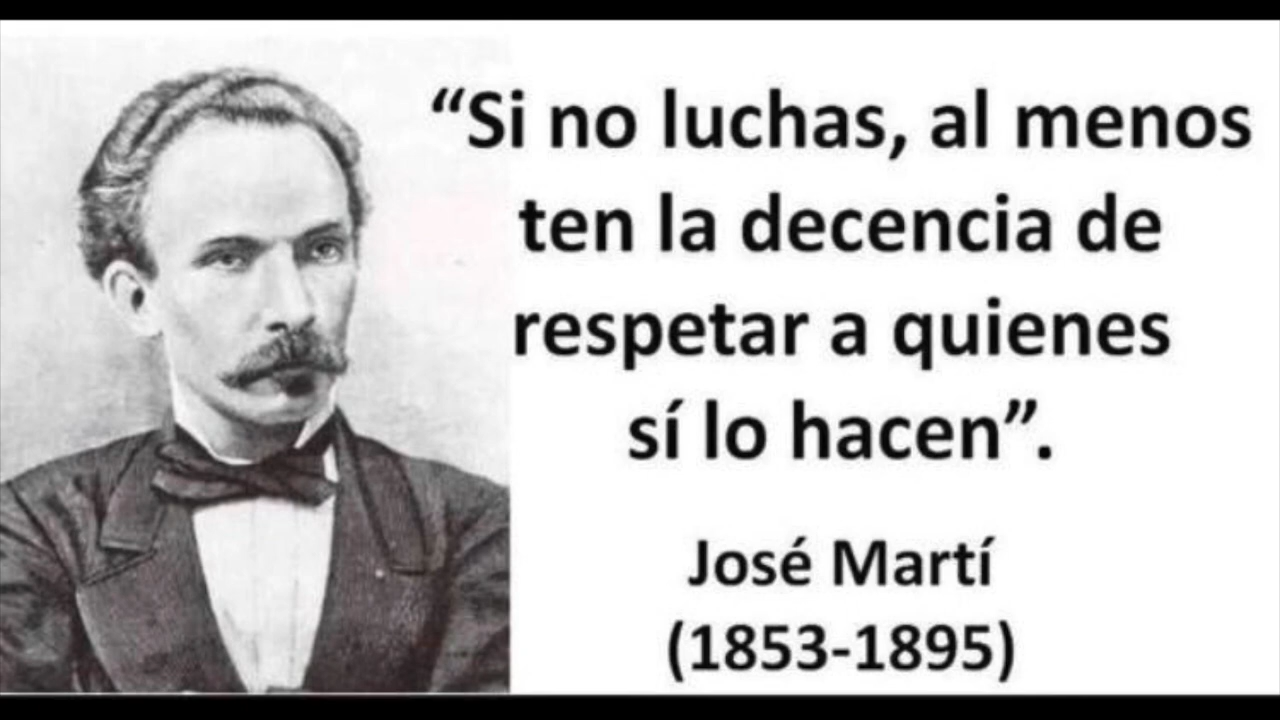 “Si no luchas, al menos
ten la decencia de
respetar a quienes
sí lo hacen”.
José Martí
(1853-1895)